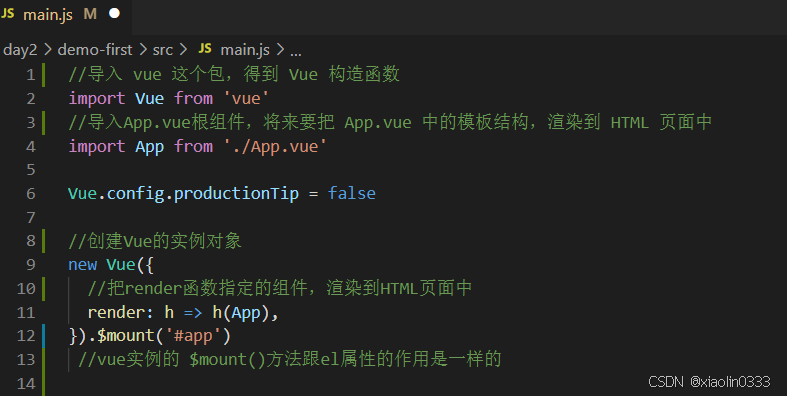 JS main.js M
day2 > demo-first > src > JS main.js > ...
1 //导入 vue 这个包，得到 Vue 构造函数
2 import Vue from 'vue'
3 //导入App.vue根组件，将来要把 App.vue 中的模板结构，渲染到 HTML 页面中
4 import App from './App.vue'
5
6 Vue.config.productionTip = false
7
8 //创建Vue的实例对象
9 new Vue({
10 //把render函数指定的组件，渲染到HTML页面中
11 render: h => h(App),
12 }).$mount('#app')
13 //vue实例的 $mount()方法跟el属性的作用是一样的
14
CSDN @xiaolin0333